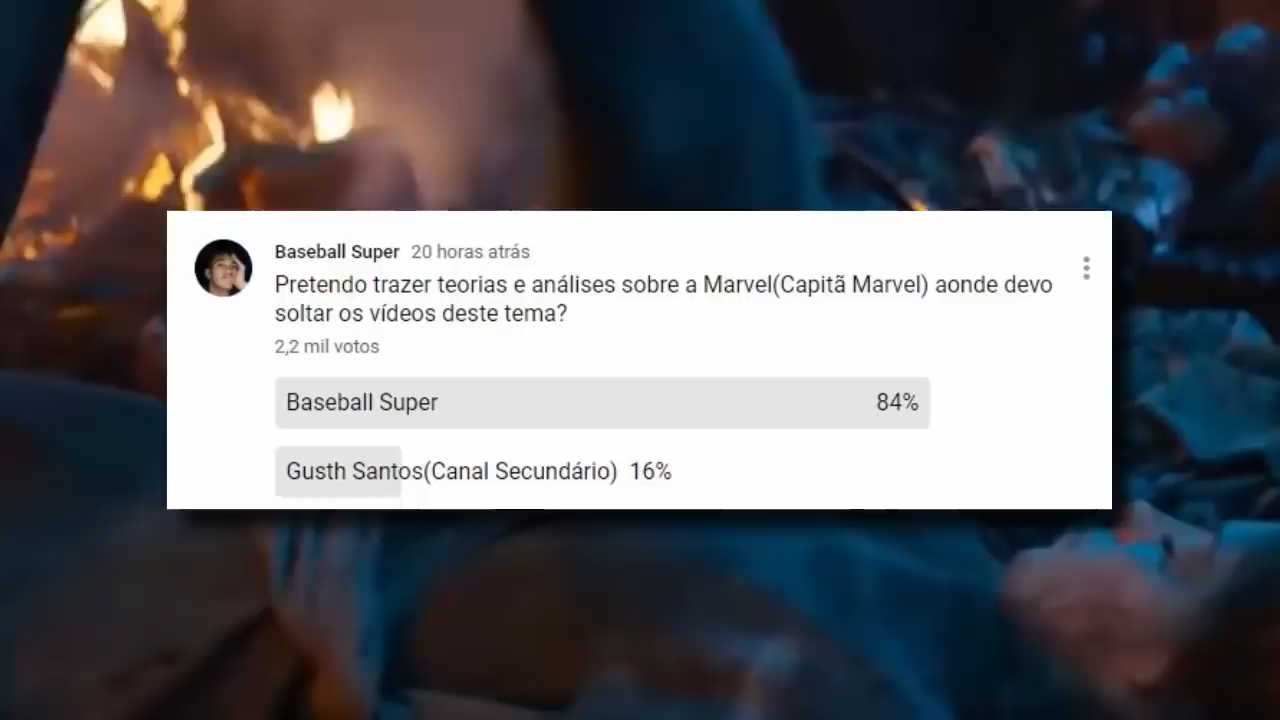 Baseball Super 20 horas atrás
Pretendo trazer teorias e análises sobre a Marvel(Capitã Marvel) aonde devo
soltar os vídeos deste tema?
2,2 mil votos
Baseball Super 84%
Gusth Santos(Canal Secundário) 16%